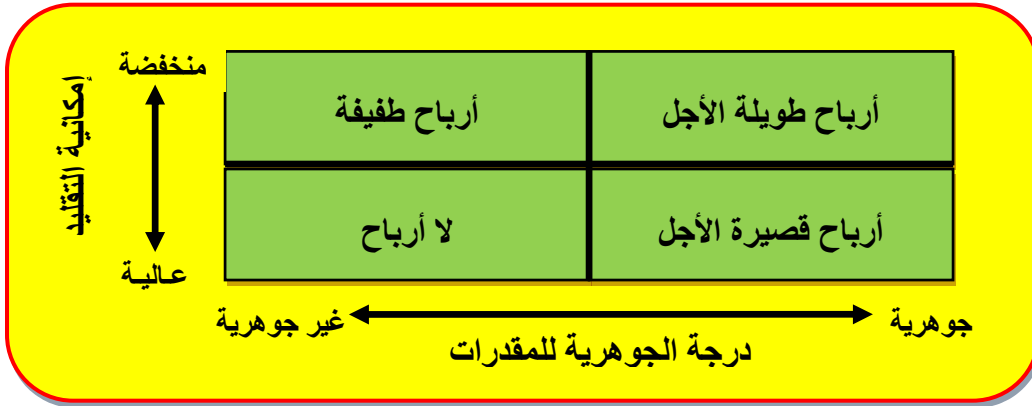 إمكانية التقليد
منخفضة
أرباح طويلة الأجل
أرباح طفيفة
أرباح قصيرة الأجل
لا أرباح
عـاليـة
جوهرية
غير جوهرية
درجة الجوهرية للمقدرات